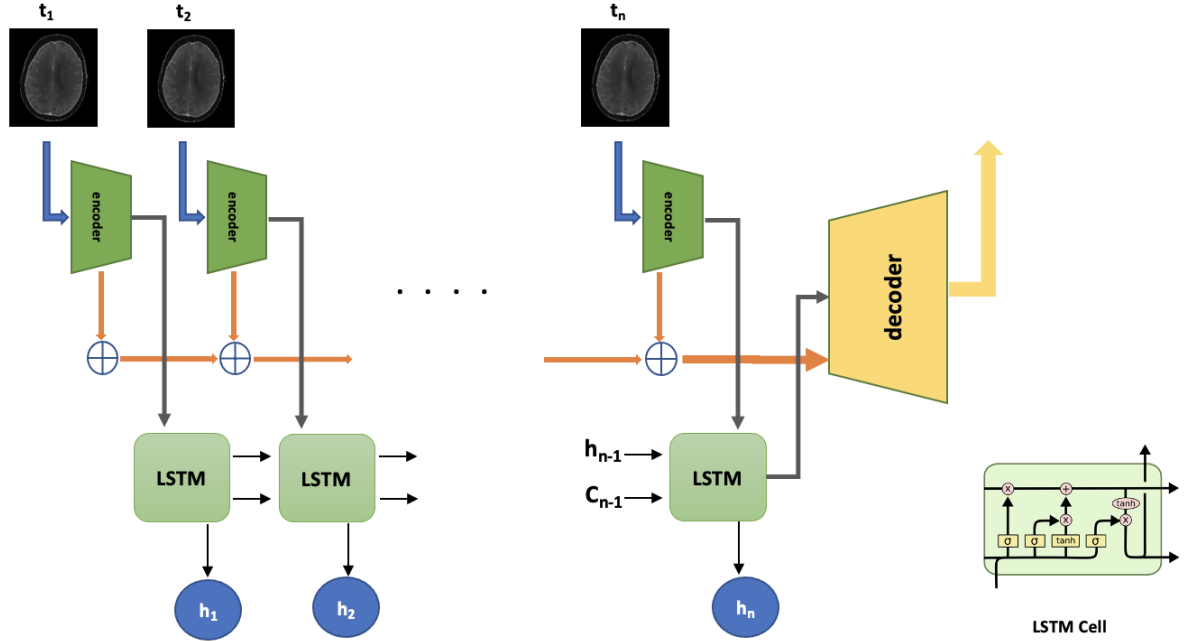 t₁ t₂ tₙ
encoder encoder encoder
decoder
. . . .
LSTM LSTM LSTM
hₙ₋₁
Cₙ₋₁
h₁ h₂ hₙ
x + tanh
x x
σ σ tanh σ
LSTM Cell